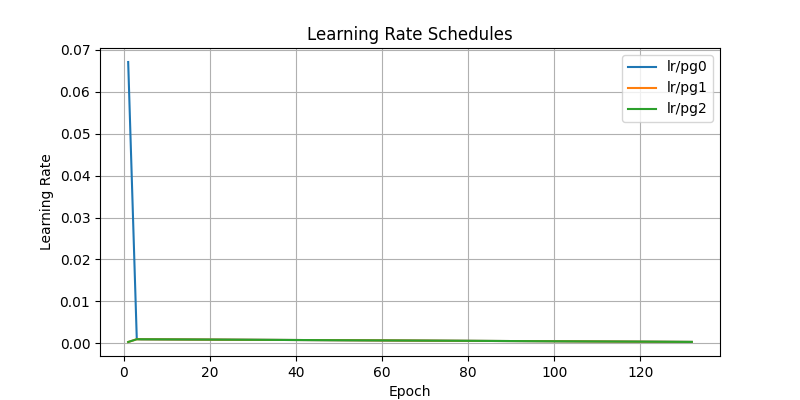 Learning Rate Schedules
Learning Rate
0.07
0.06
0.05
0.04
0.03
0.02
0.01
0.00
lr/pg0
lr/pg1
lr/pg2
0 20 40 60 80 100 120
Epoch